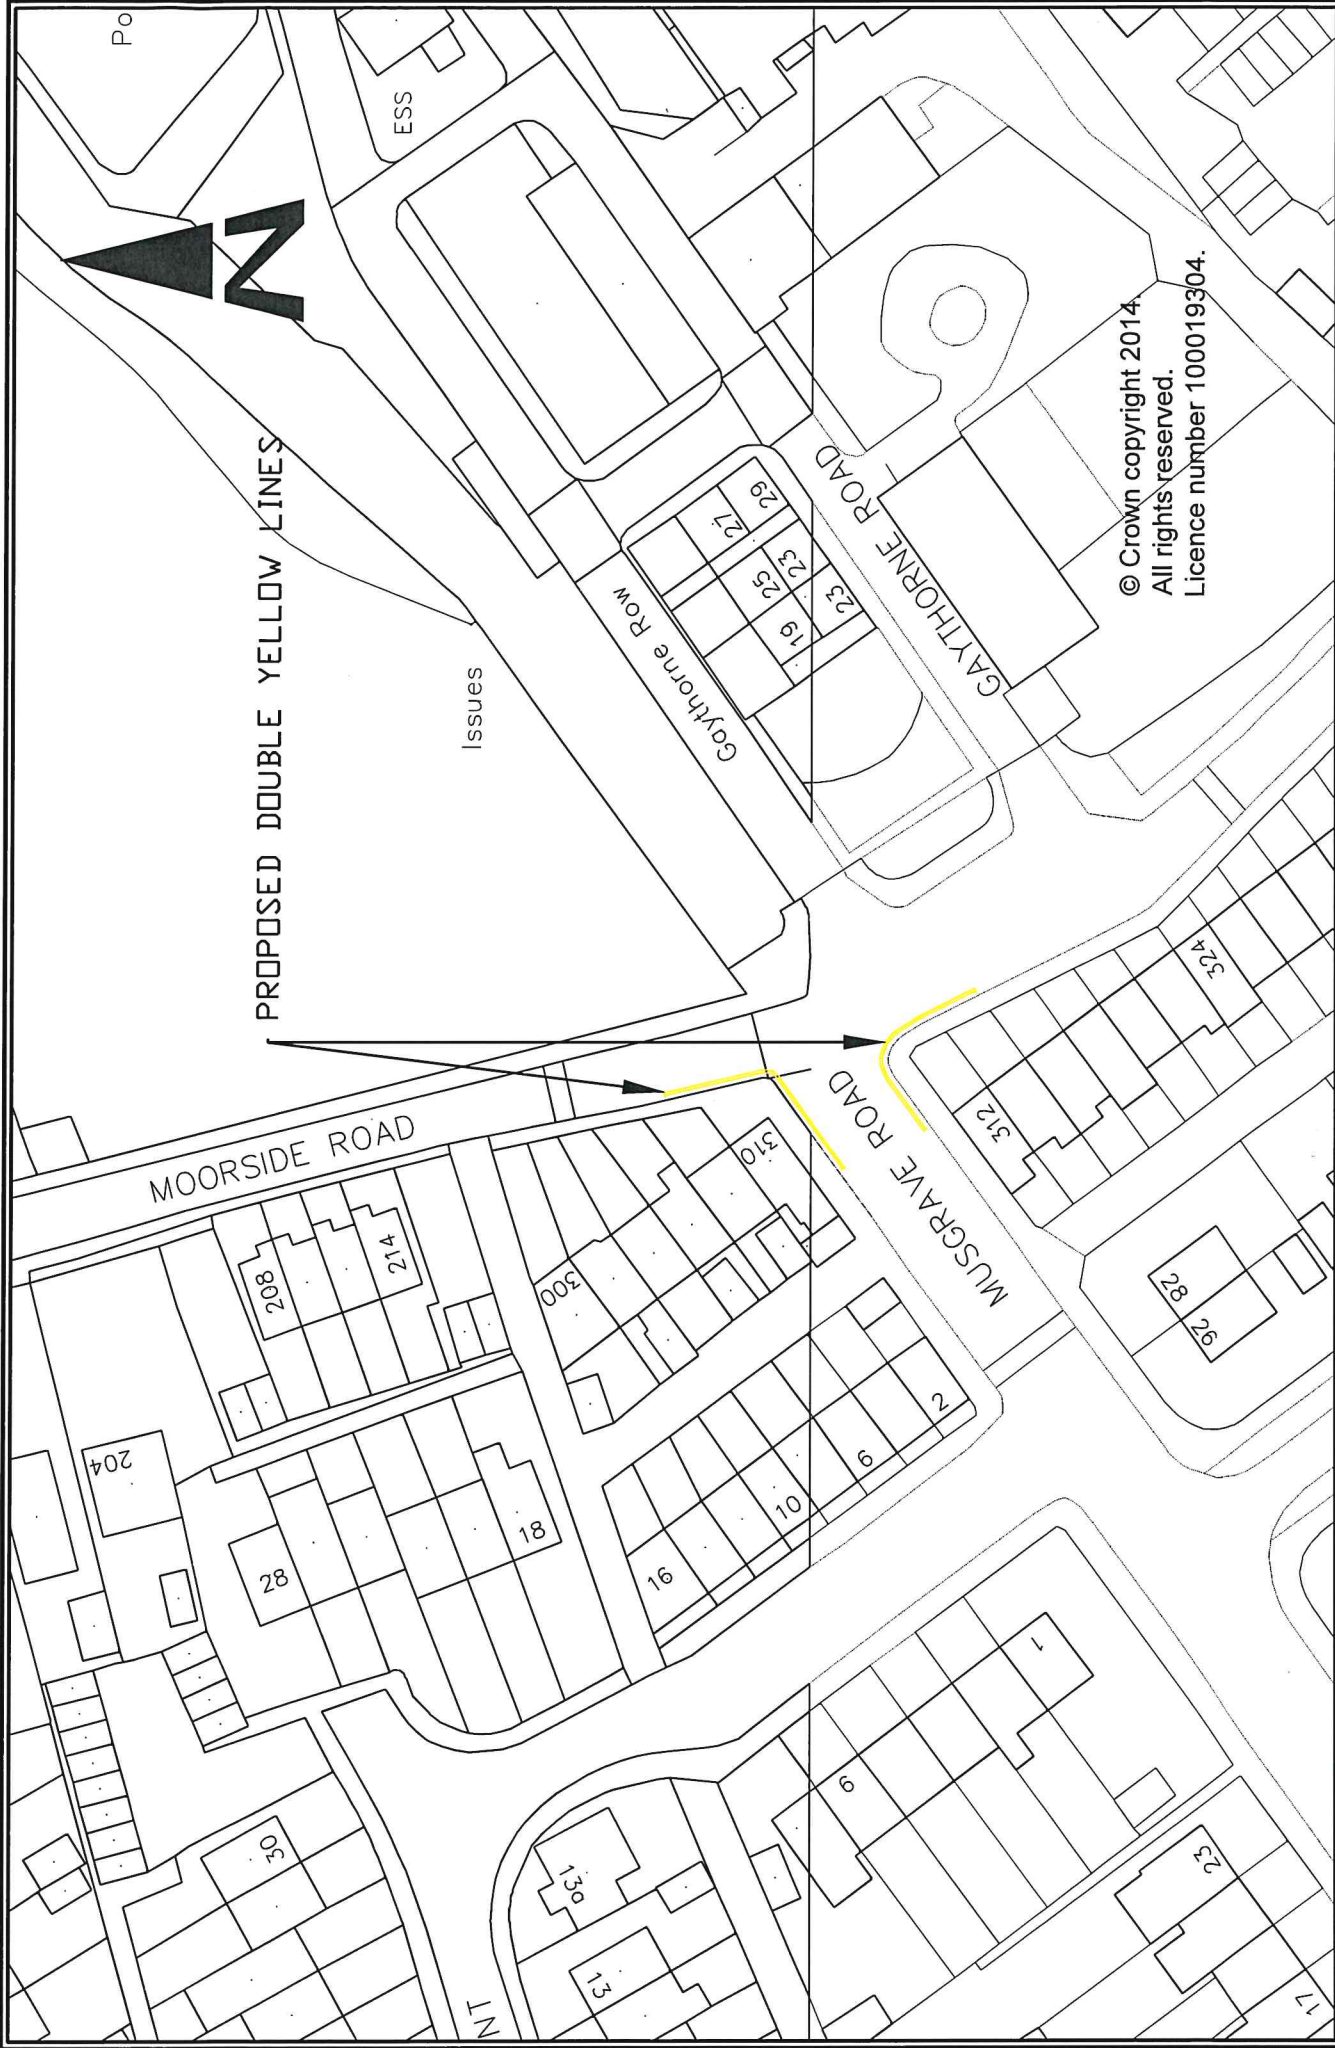 PROPOSED DOUBLE YELLOW LINES
N
Po
ESS
Issues
MOORSIDE ROAD
MUSGRAVE ROAD
Gaythorne Row
GAYTHORNE ROAD
204
208
214
300
310
312
324
28
18
16
10
6
2
30
13a
13
9
1
23
17
28
26
19
25
27
29
23
23
NT
© Crown copyright 2014.
All rights reserved.
Licence number 100019304.